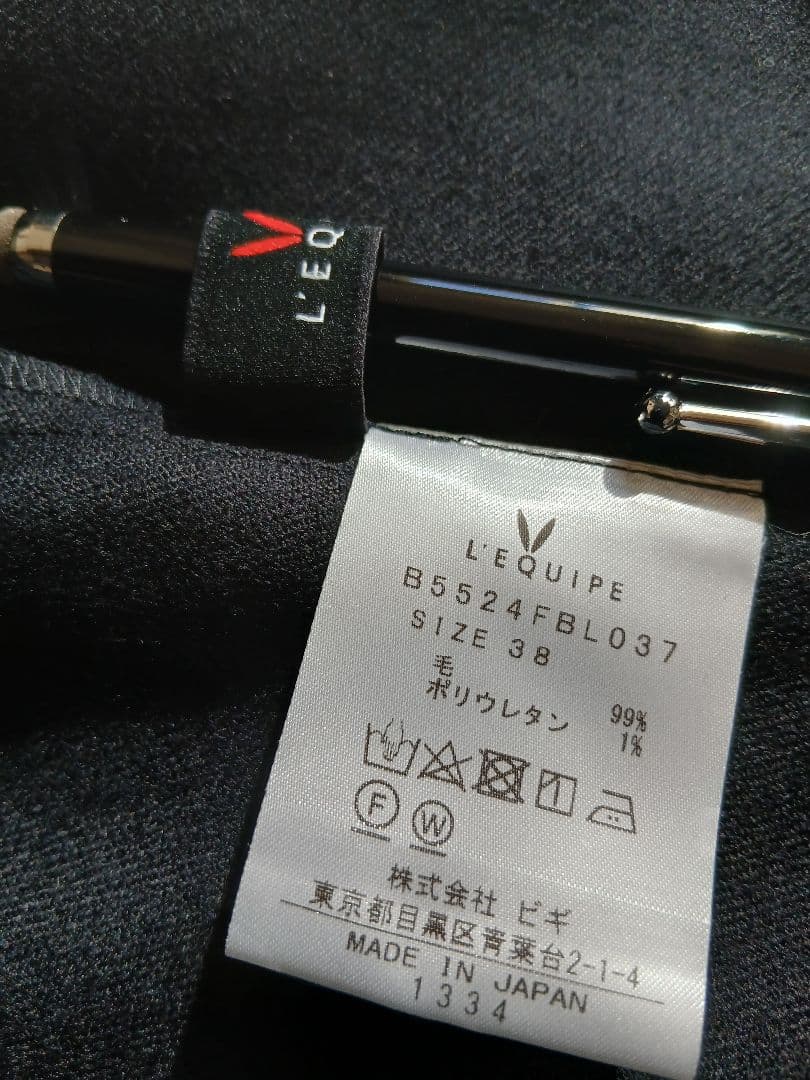 L'EQ
L'EQUIPE
B5524FBL037
SIZE 38
毛 99%
ポリウレタン 1%
F W
株式会社 ビギ
東京都目黒区青葉台2-1-4
MADE IN JAPAN
1334